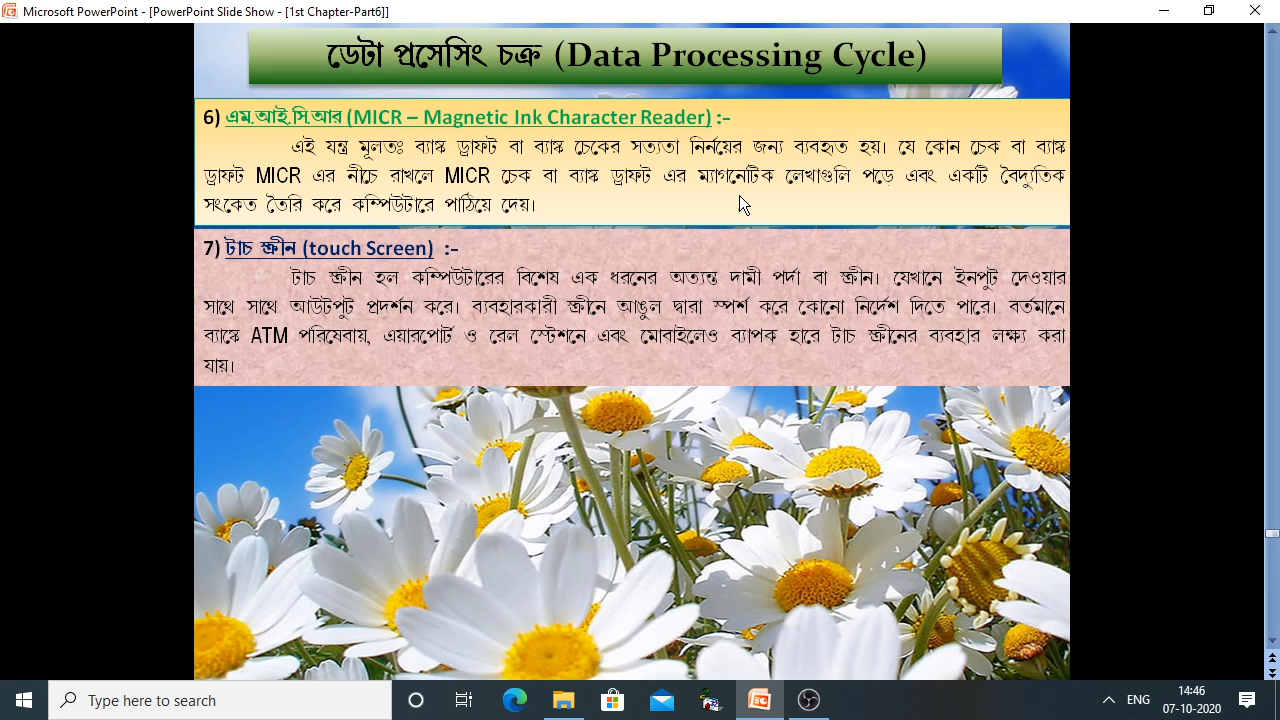 Microsoft PowerPoint - [PowerPoint Slide Show - [1st Chapter-Part6]]
ডেটা প্রসেসিং চক্র (Data Processing Cycle)
6) এম.আই.সি.আর (MICR – Magnetic Ink Character Reader) :-
এই যন্ত্র মূলতঃ ব্যাঙ্ক ড্রাফট বা ব্যাঙ্ক চেকের সত্যতা নির্নয়ের জন্য ব্যবহৃত হয়। যে কোন চেক বা ব্যাঙ্ক
ড্রাফট MICR এর নীচে রাখলে MICR চেক বা ব্যাঙ্ক ড্রাফট এর ম্যাগনেটিক লেখাগুলি পড়ে এবং একটি বৈদ্যুতিক
সংকেত তৈরি করে কম্পিউটারে পাঠিয়ে দেয়।
7) টাচ স্ক্রীন (touch Screen) :-
টাচ স্ক্রীন হল কম্পিউটারের বিশেষ এক ধরনের অত্যন্ত দামী পর্দা বা স্ক্রীন। যেখানে ইনপুট দেওয়ার
সাথে সাথে আউটপুট প্রদর্শন করে। ব্যবহারকারী স্ক্রীনে আঙুল দ্বারা স্পর্শ করে কোনো নির্দেশ দিতে পারে। বর্তমানে
ব্যাঙ্কে ATM পরিষেবায়, এয়ারপোর্ট ও রেল স্টেশনে এবং মোবাইলেও ব্যাপক হারে টাচ স্ক্রীনের ব্যবহার লক্ষ্য করা
যায়।
Type here to search
ENG
14:46
07-10-2020